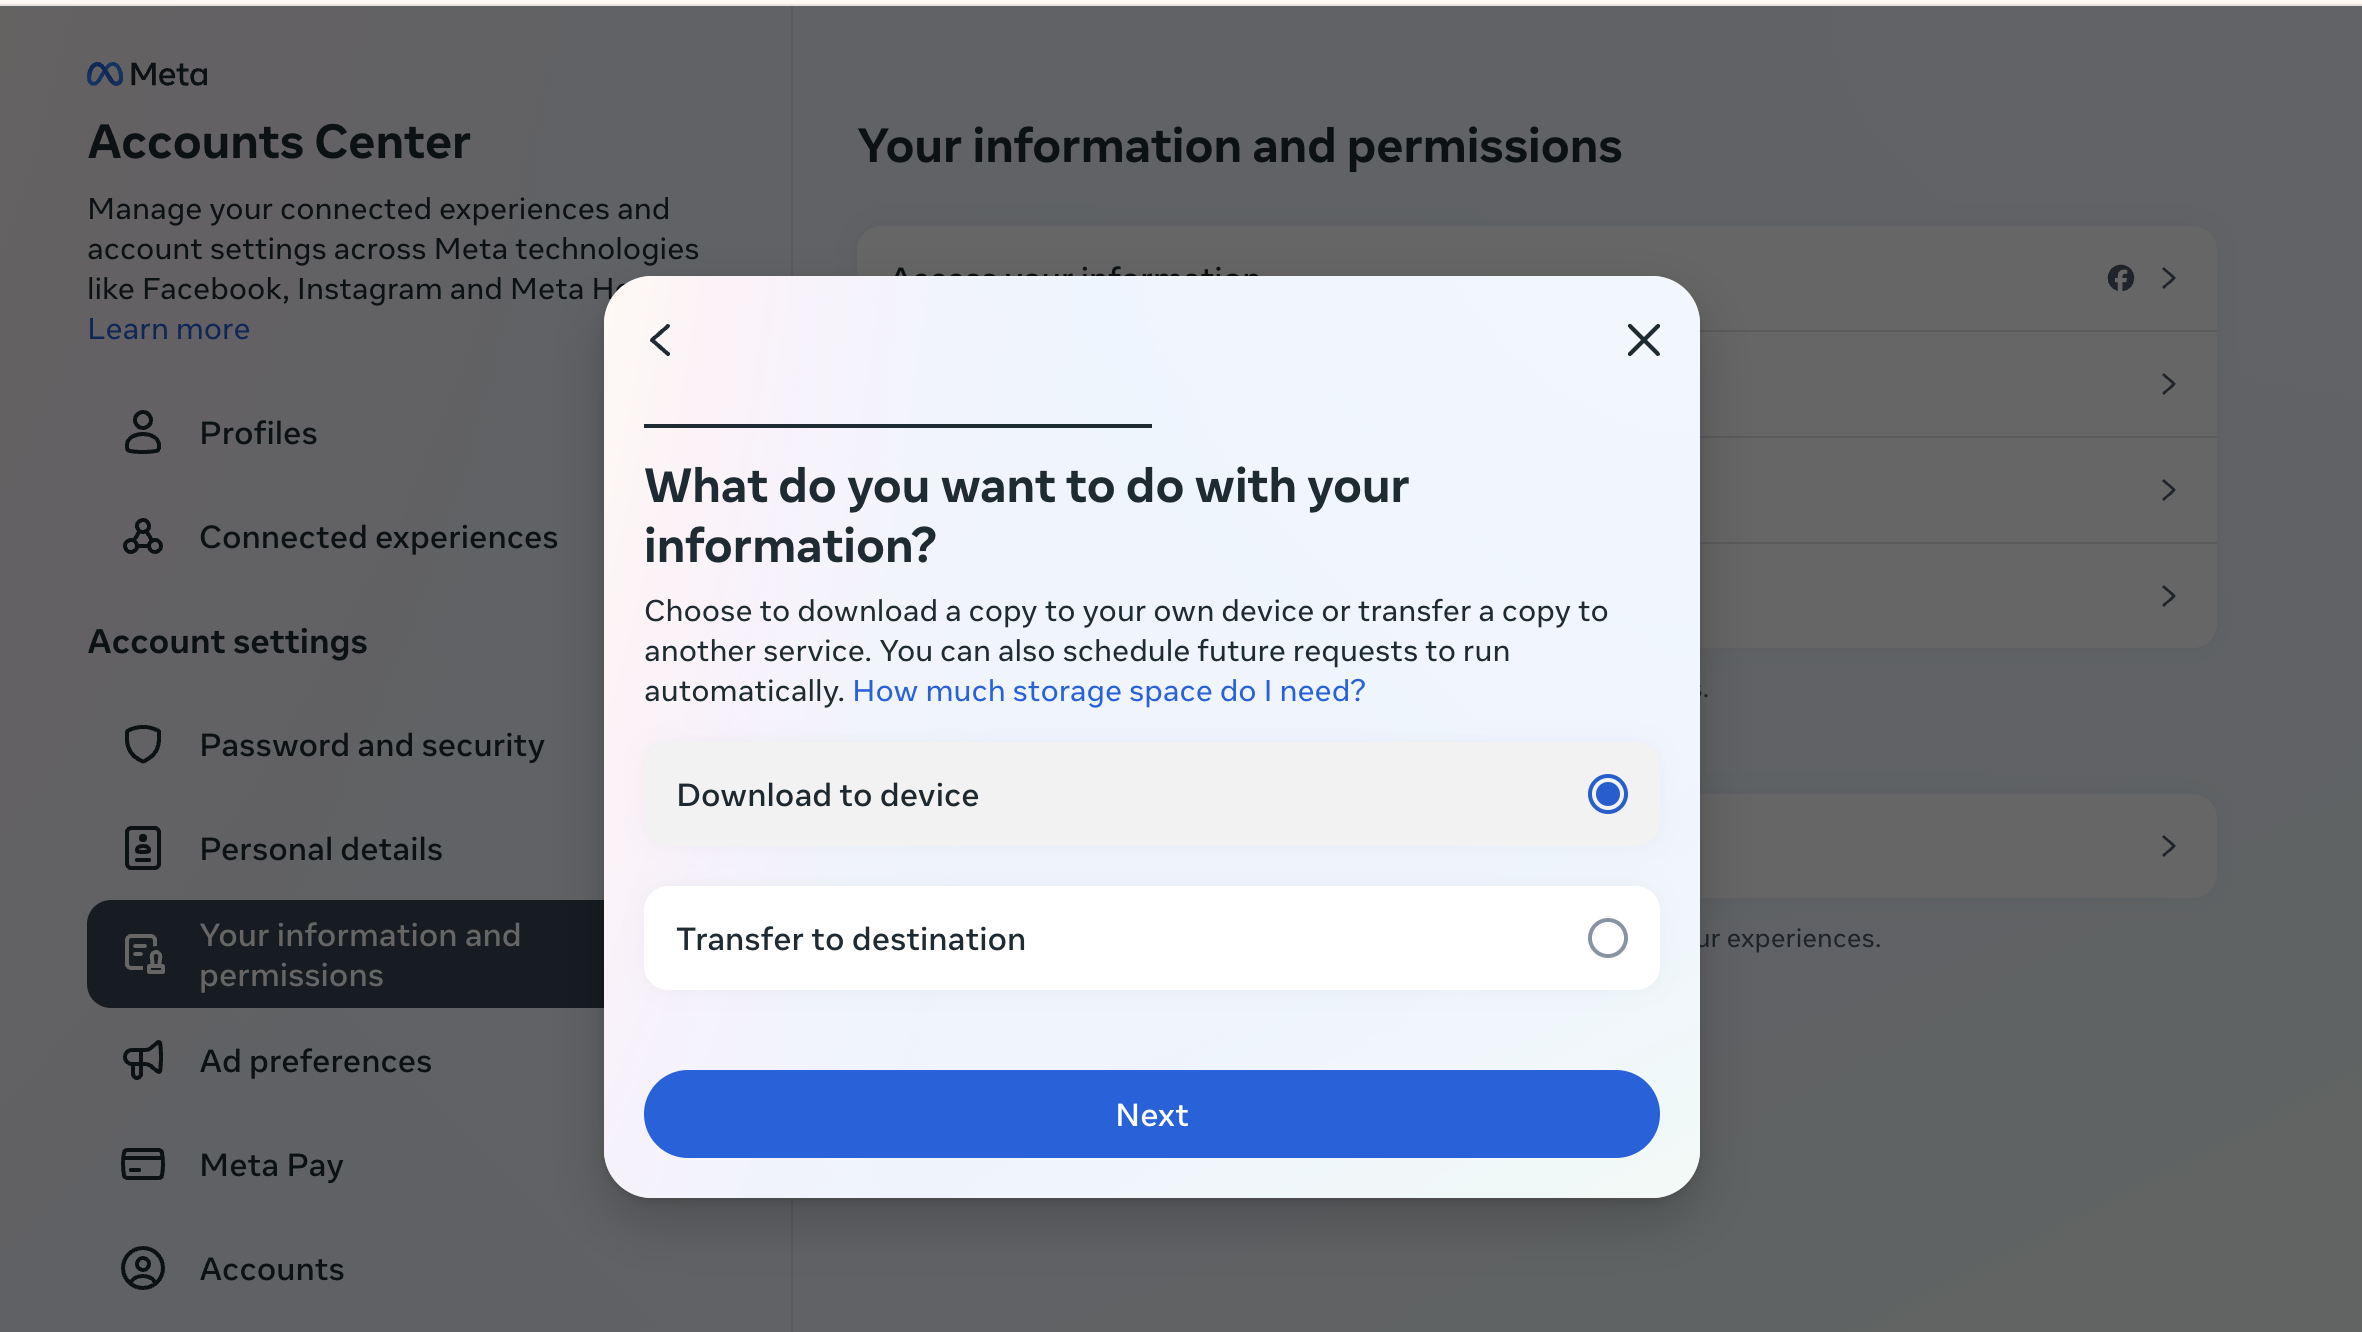 Meta
Accounts Center
Manage your connected experiences and
account settings across Meta technologies
like Facebook, Instagram and Meta
Learn more
Profiles
Connected experiences
Account settings
Password and security
Personal details
Your information and
permissions
Ad preferences
Meta Pay
Accounts
Your information and permissions
Access your information
What do you want to do with your
information?
Choose to download a copy to your own device or transfer a copy to
another service. You can also schedule future requests to run
automatically. How much storage space do I need?
Download to device
Transfer to destination
Next
experiences.